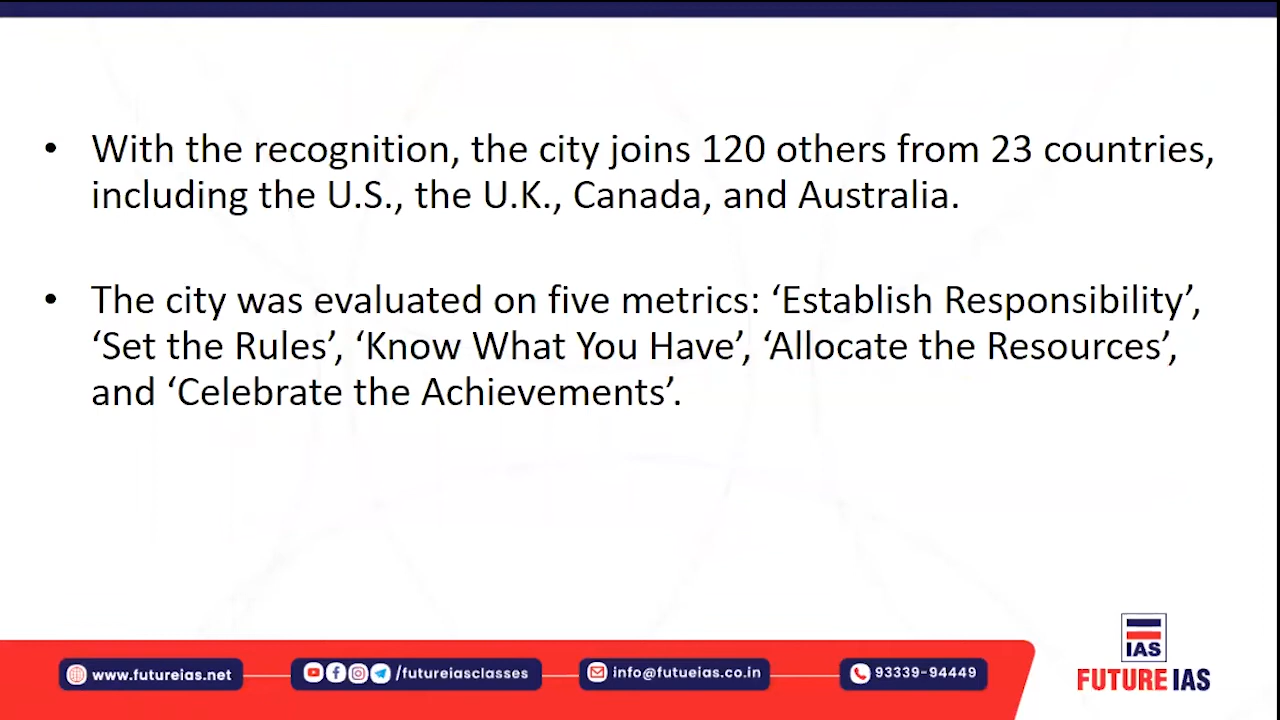 • With the recognition, the city joins 120 others from 23 countries,
including the U.S., the U.K., Canada, and Australia.
• The city was evaluated on five metrics: ‘Establish Responsibility’,
‘Set the Rules’, ‘Know What You Have’, ‘Allocate the Resources’,
and ‘Celebrate the Achievements’.
www.futureias.net
/futureiasclasses
info@futueias.co.in
93339-94449
IAS
FUTURE IAS